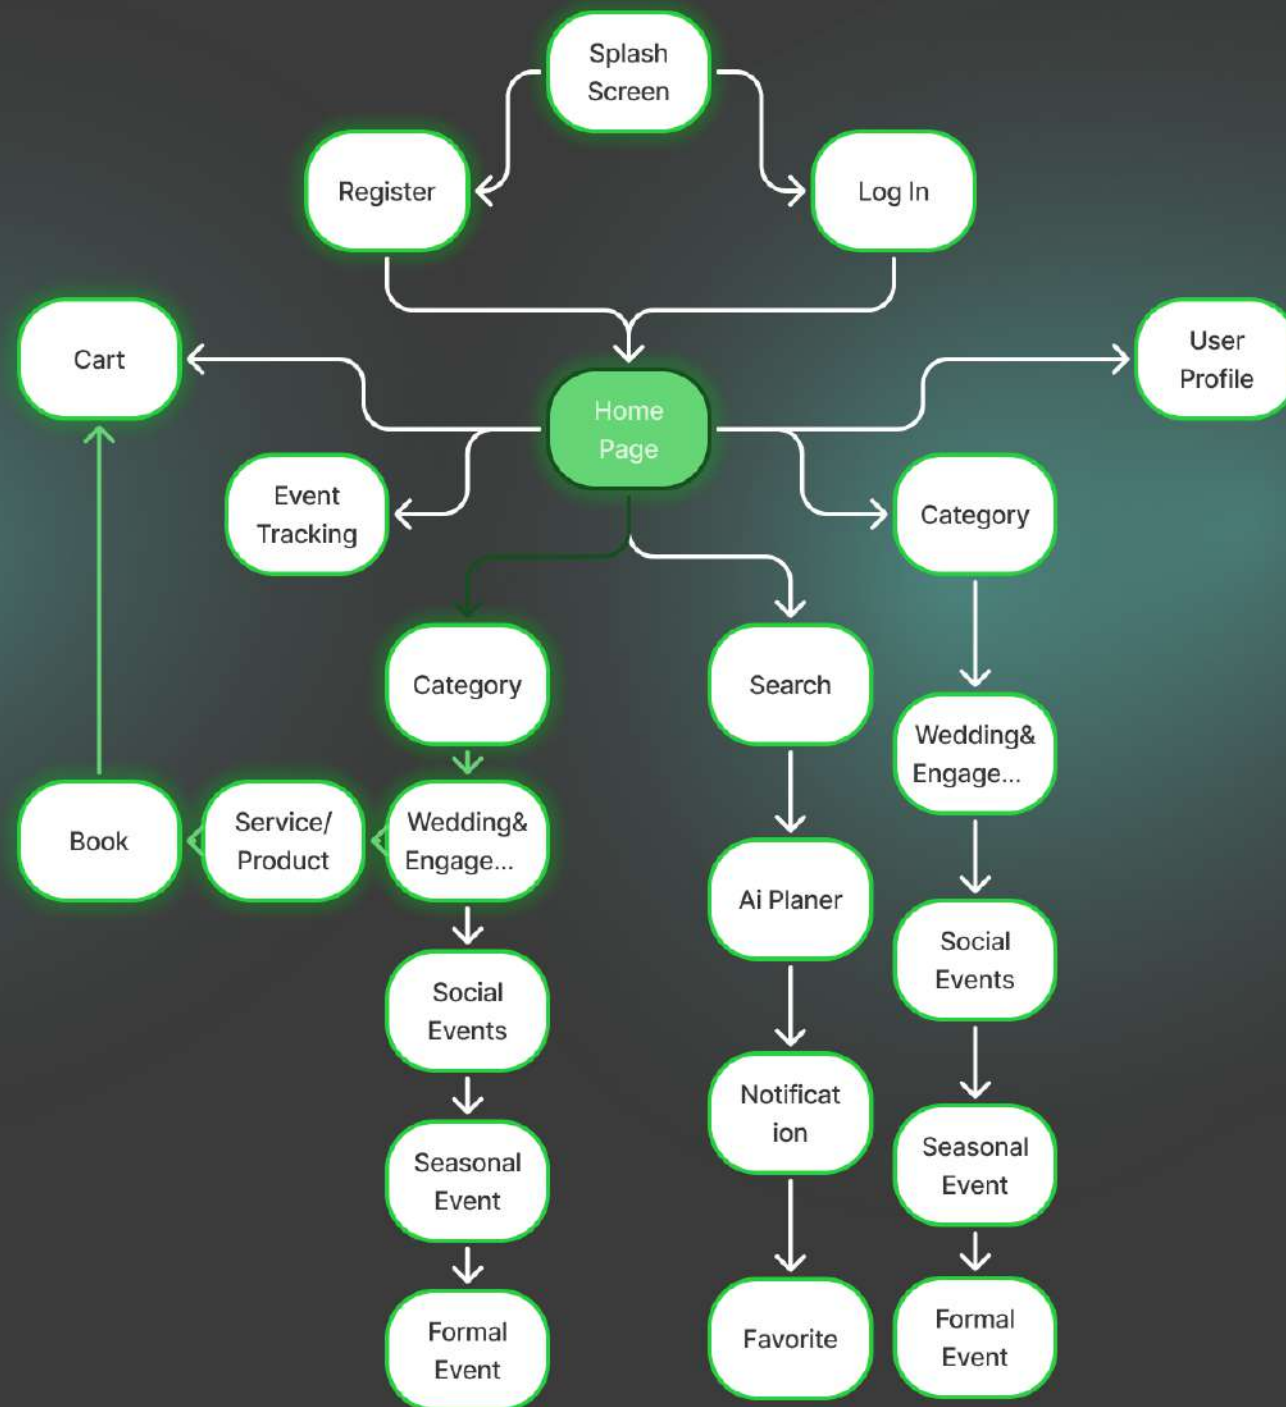 Splash
Screen
Register
Log In
Cart
User
Profile
Home
Page
Event
Tracking
Category
Category
Search
Wedding&
Engage...
Book
Service/
Product
Wedding&
Engage...
Ai Planer
Social
Events
Social
Events
Notificat
ion
Seasonal
Event
Seasonal
Event
Formal
Event
Favorite
Formal
Event